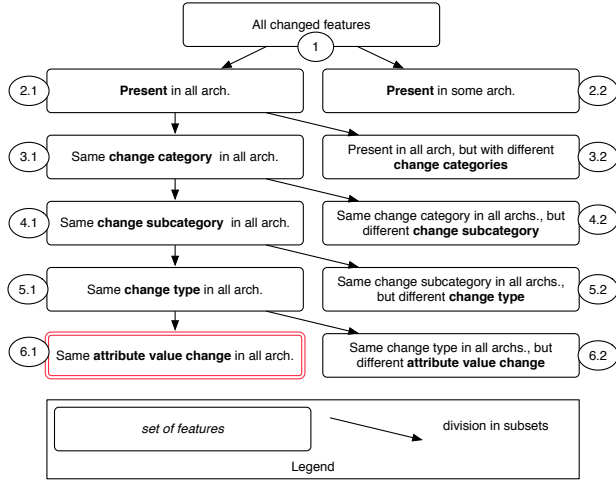 All changed features
1
2.1
Present in all arch.
Present in some arch.
2.2
3.1
Same change category in all arch.
Present in all arch, but with different
change categories
3.2
4.1
Same change subcategory in all arch.
Same change category in all archs., but
different change subcategory
4.2
5.1
Same change type in all arch.
Same change subcategory in all archs.,
but different change type
5.2
6.1
Same attribute value change in all arch.
Same change type in all archs., but
different attribute value change
6.2
set of features
division in subsets
Legend